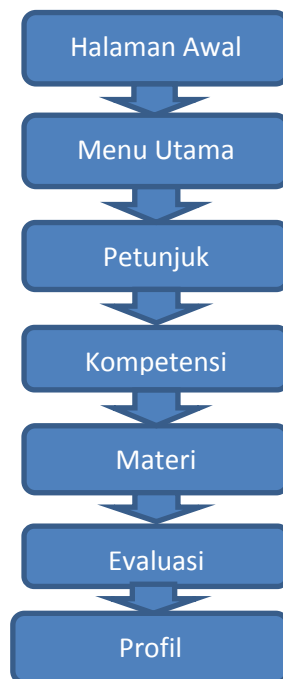 Halaman Awal
Menu Utama
Petunjuk
Kompetensi
Materi
Evaluasi
Profil